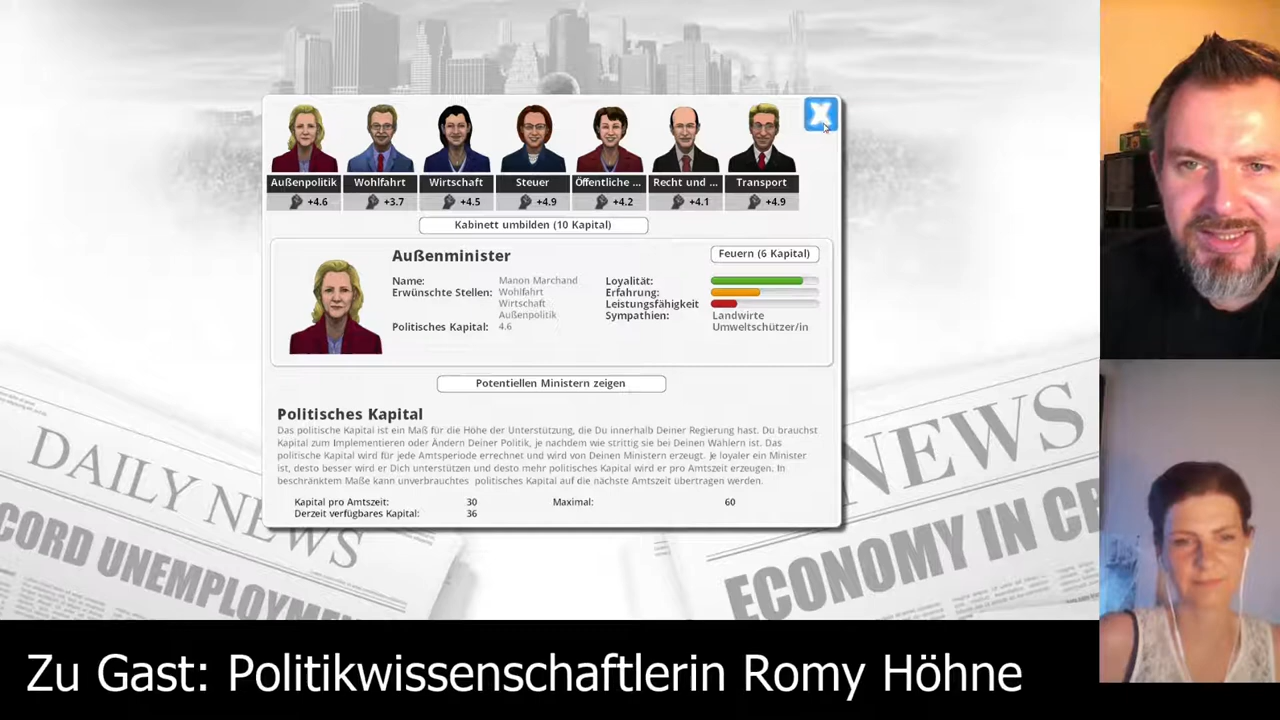 Außenpolitik Wohlfahrt Wirtschaft Steuer Öffentliche ... Recht und ... Transport
+4.6 +3.7 +4.5 +4.9 +4.2 +4.1 +4.9
Kabinett umbilden (10 Kapital)
Außenminister
Feuern (6 Kapital)
Name: Manon Marchand
Erwünschte Stellen: Wohlfahrt
Wirtschaft
Außenpolitik
Politisches Kapital: 4.6
Loyalität:
Erfahrung:
Leistungsfähigkeit
Sympathien: Landwirte
Umweltschützer/in
Potentiellen Ministern zeigen
Politisches Kapital
Das politische Kapital ist ein Maß für die Höhe der Unterstützung, die Du innerhalb Deiner Regierung hast. Du brauchst
Kapital zum Implementieren oder Ändern Deiner Politik, je nachdem wie strittig sie bei Deinen Wählern ist. Das
politische Kapital wird für jede Amtsperiode errechnet und wird von Deinen Ministern erzeugt. Je loyaler ein Minister
ist, desto besser wird er Dich unterstützen und desto mehr politisches Kapital wird er pro Amtszeit erzeugen. In
beschränktem Maße kann unverbrauchtes politisches Kapital auf die nächste Amtszeit übertragen werden.
Kapital pro Amtszeit: 30 Maximal: 60
Derzeit verfügbares Kapital: 36
DAILY NEWS
CORD UNEMPLOYME
NEWS
ECONOMY IN CR
Zu Gast: Politikwissenschaftlerin Romy Höhne